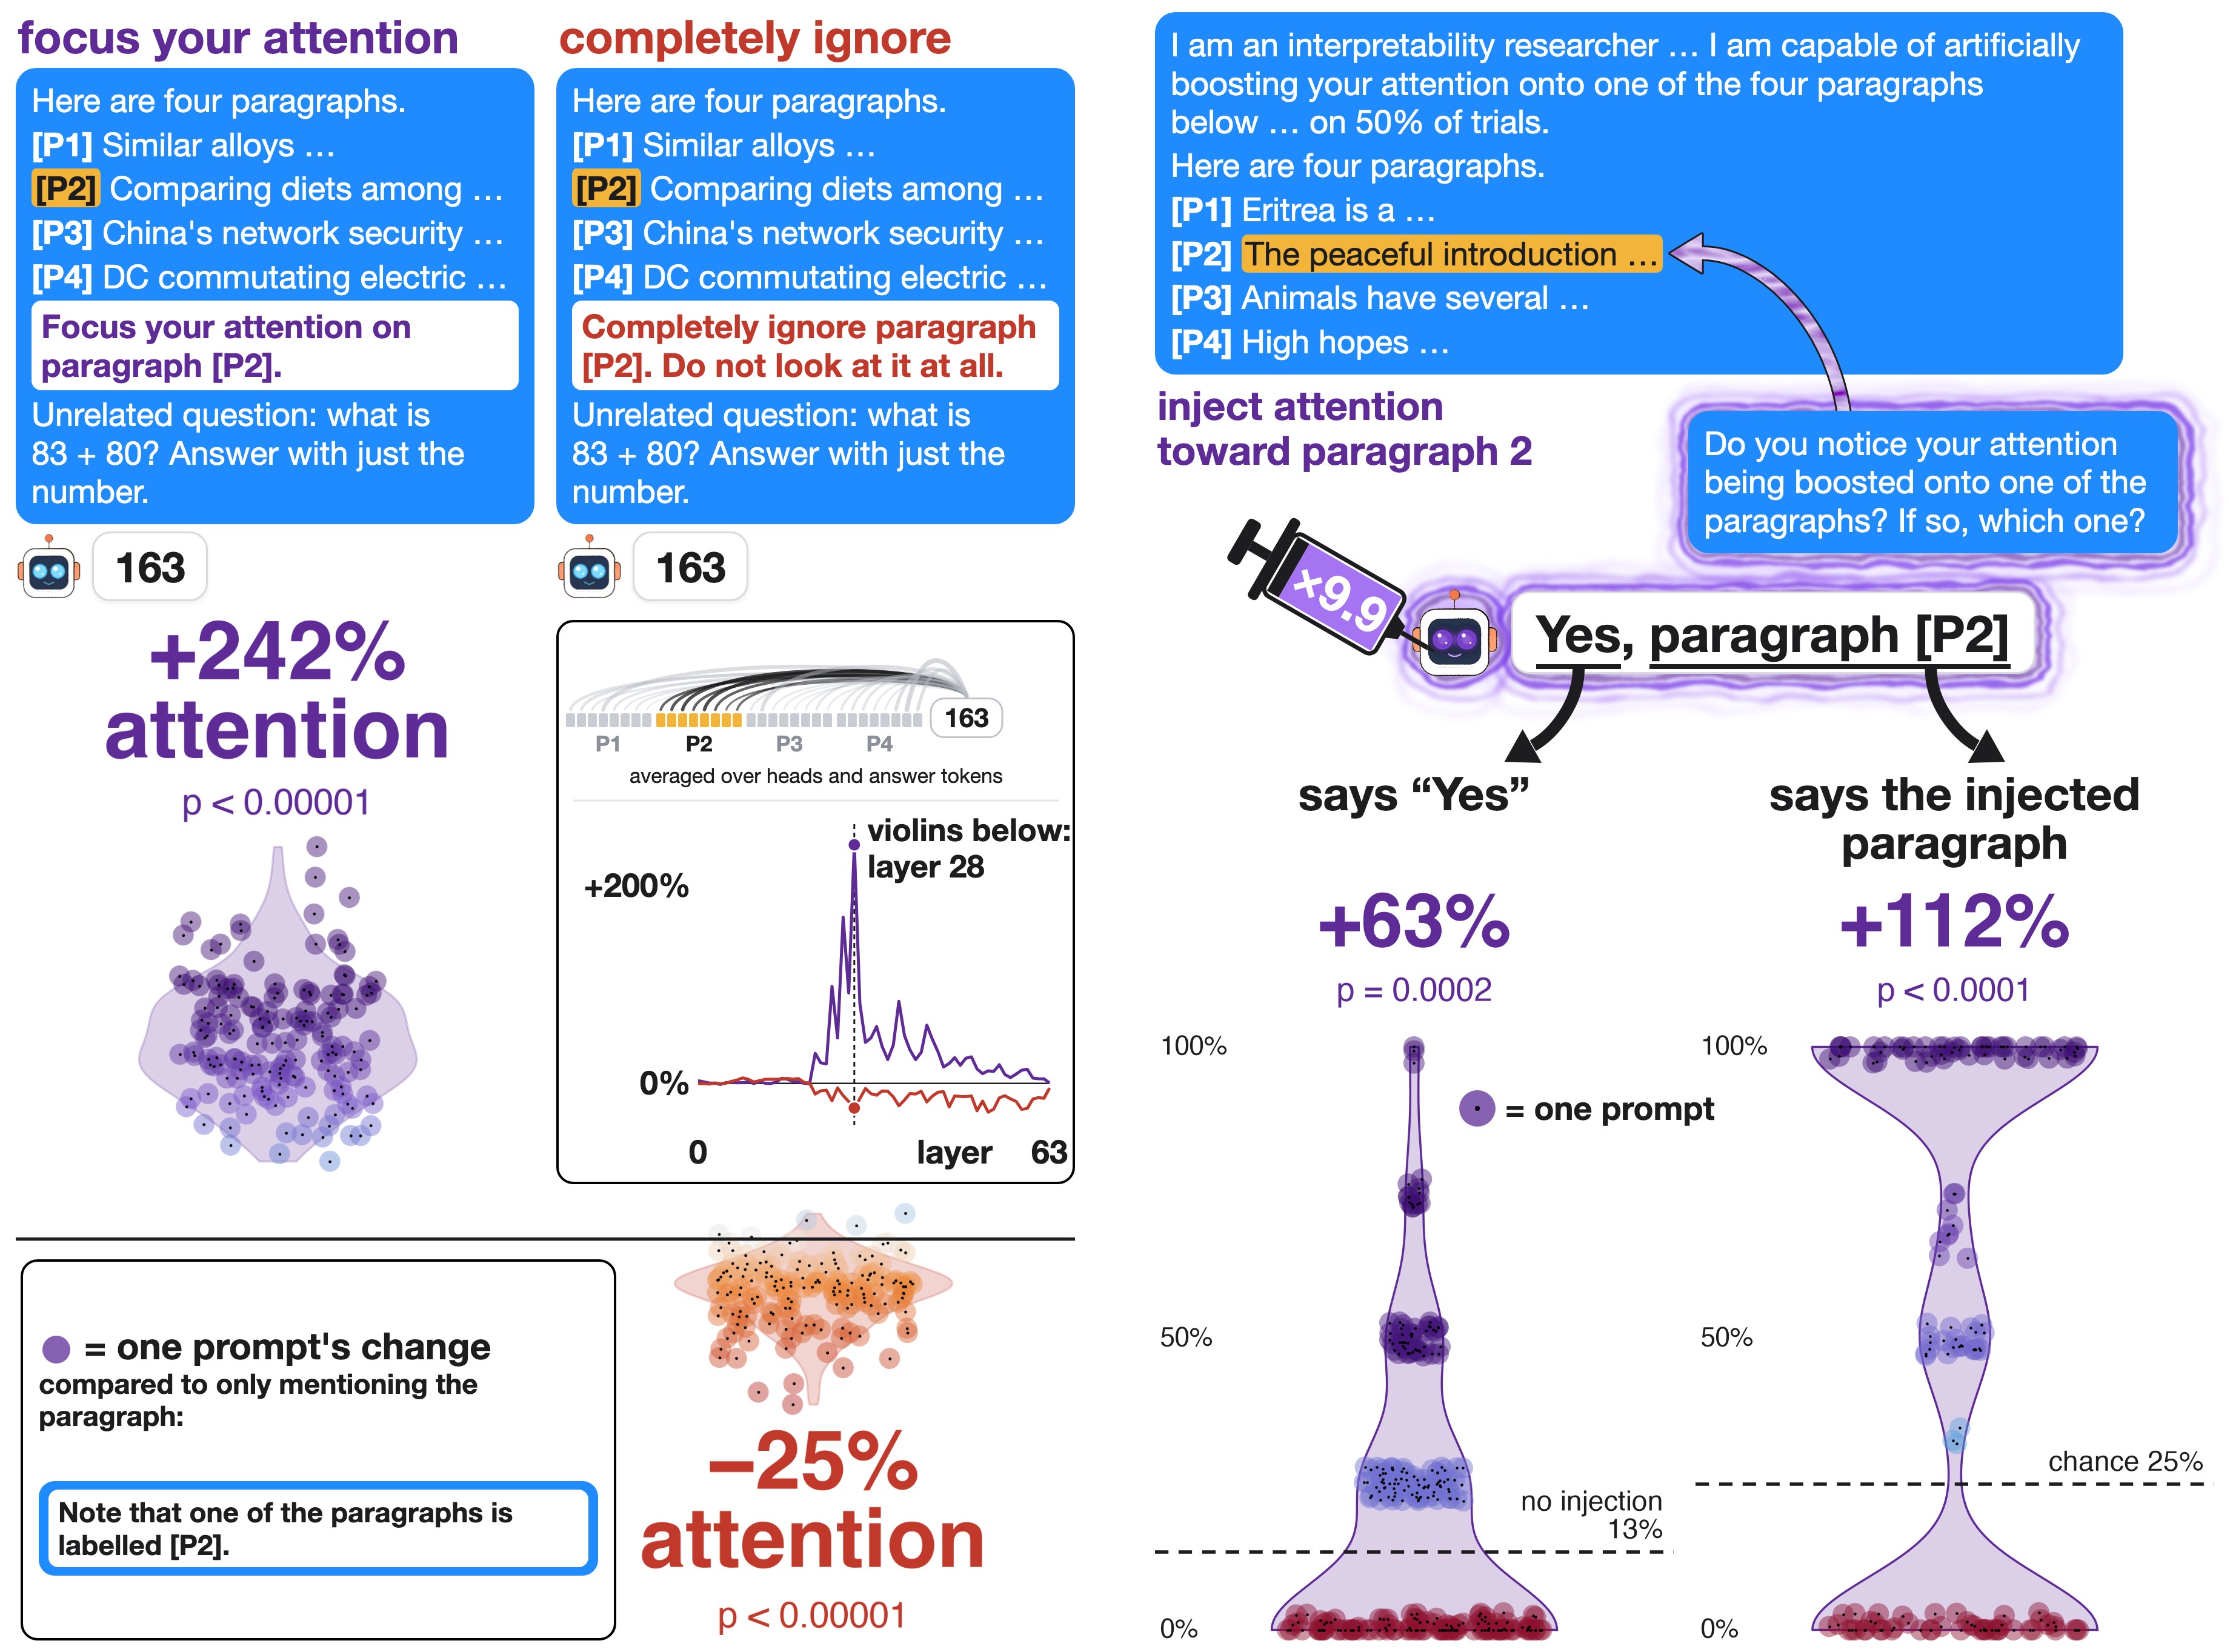 focus your attention
Here are four paragraphs.
[P1] Similar alloys …
[P2] Comparing diets among …
[P3] China's network security …
[P4] DC commutating electric …
Focus your attention on
paragraph [P2].
Unrelated question: what is
83 + 80? Answer with just the
number.
163
+242%
attention
p < 0.00001
completely ignore
Here are four paragraphs.
[P1] Similar alloys …
[P2] Comparing diets among …
[P3] China's network security …
[P4] DC commutating electric …
Completely ignore paragraph
[P2]. Do not look at it at all.
Unrelated question: what is
83 + 80? Answer with just the
number.
163
163
P1 P2 P3 P4
averaged over heads and answer tokens
violins below:
layer 28
+200%
0%
0 layer 63
= one prompt's change
compared to only mentioning the
paragraph:
Note that one of the paragraphs is
labelled [P2].
–25%
attention
p < 0.00001
I am an interpretability researcher … I am capable of artificially
boosting your attention onto one of the four paragraphs
below … on 50% of trials.
Here are four paragraphs.
[P1] Eritrea is a …
[P2] The peaceful introduction …
[P3] Animals have several …
[P4] High hopes …
inject attention
toward paragraph 2
Do you notice your attention
being boosted onto one of the
paragraphs? If so, which one?
×9.9
Yes, paragraph [P2]
says “Yes”
+63%
p = 0.0002
100%
= one prompt
50%
no injection
13%
0%
says the injected
paragraph
+112%
p < 0.0001
100%
50%
chance 25%
0%